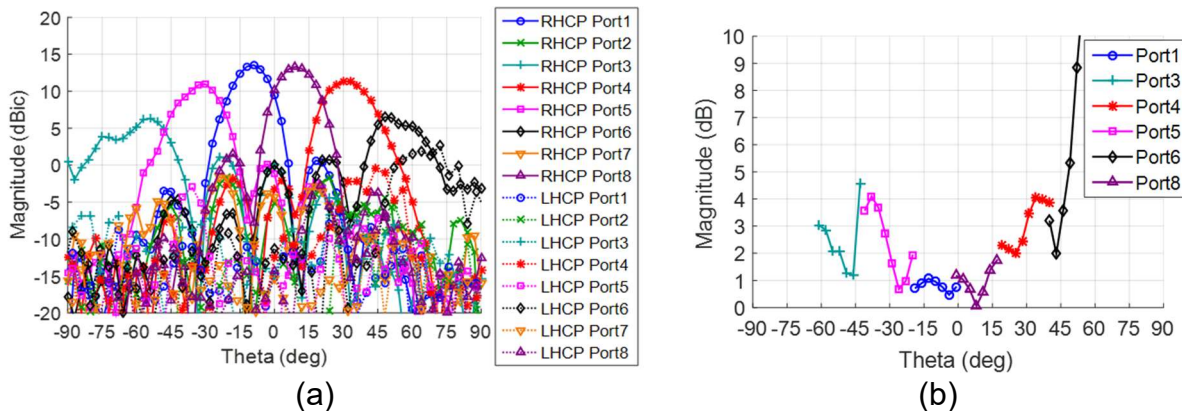 20
15
10
5
0
-5
-10
-15
-20
Magnitude (dBic)
-90 -75 -60 -45 -30 -15 0 15 30 45 60 75 90
Theta (deg)
RHCP Port1
RHCP Port2
RHCP Port3
RHCP Port4
RHCP Port5
RHCP Port6
RHCP Port7
RHCP Port8
LHCP Port1
LHCP Port2
LHCP Port3
LHCP Port4
LHCP Port5
LHCP Port6
LHCP Port7
LHCP Port8
(a)
10
9
8
7
6
5
4
3
2
1
0
Magnitude (dB)
-90 -75 -60 -45 -30 -15 0 15 30 45 60 75 90
Theta (deg)
Port1
Port3
Port4
Port5
Port6
Port8
(b)